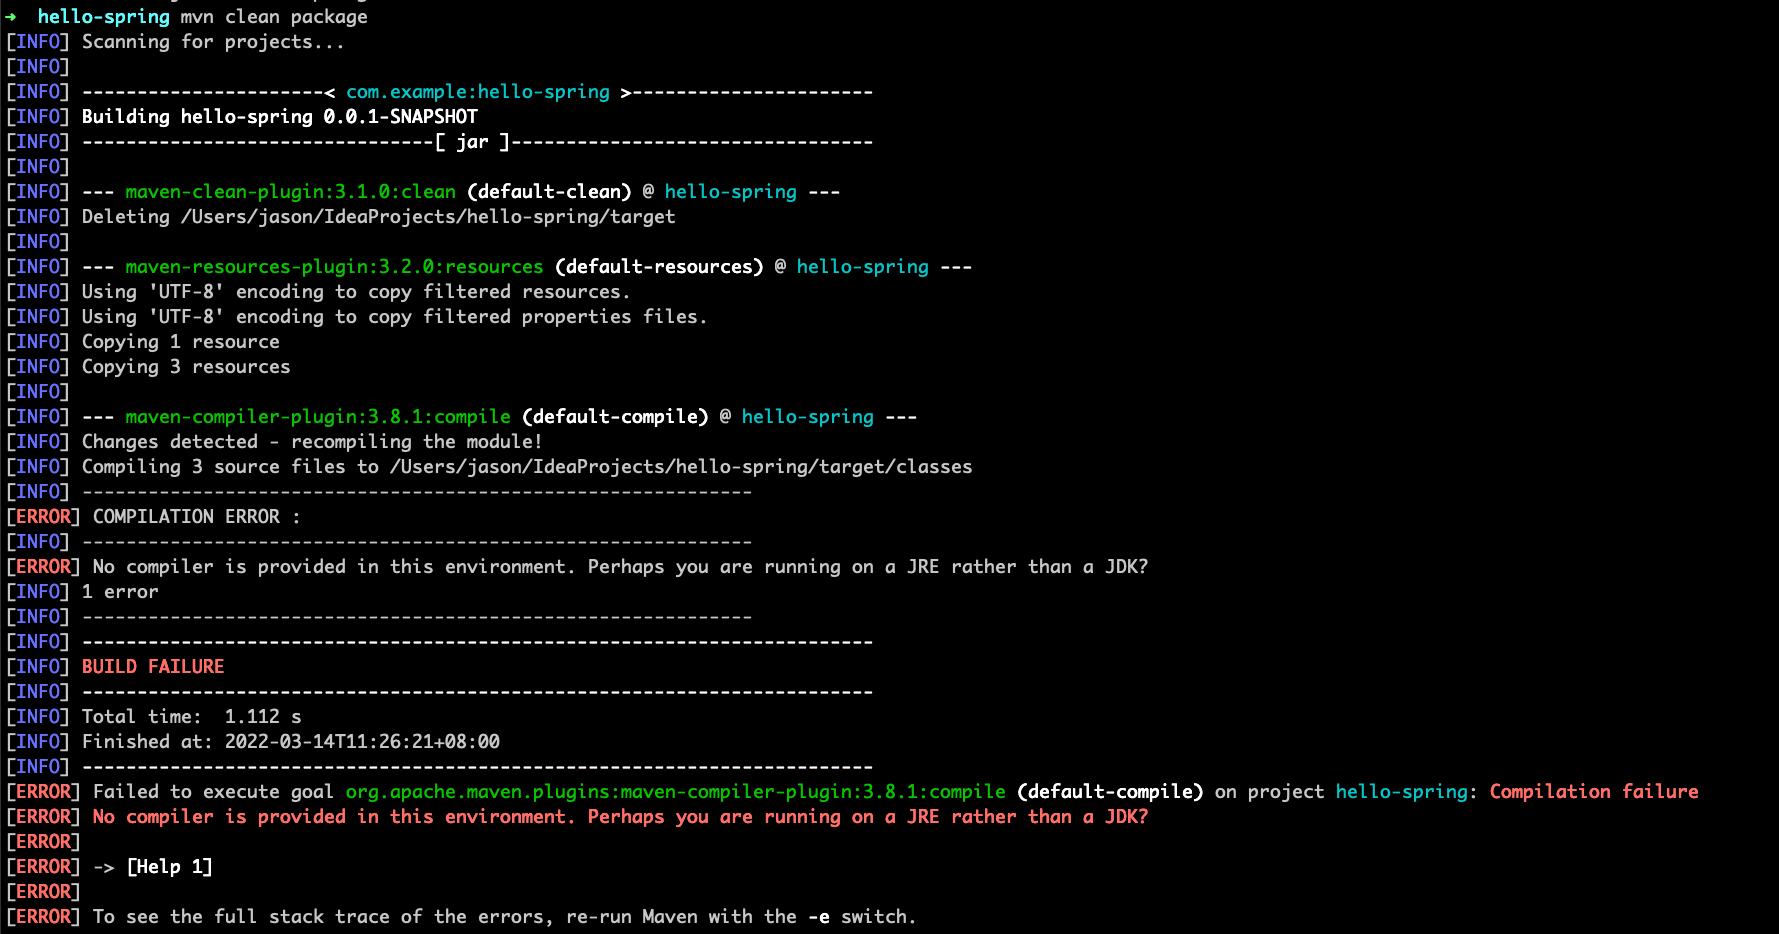 ➜  hello-spring mvn clean package
[INFO] Scanning for projects...
[INFO]
[INFO] ----------------------< com.example:hello-spring >----------------------
[INFO] Building hello-spring 0.0.1-SNAPSHOT
[INFO] --------------------------------[ jar ]---------------------------------
[INFO]
[INFO] --- maven-clean-plugin:3.1.0:clean (default-clean) @ hello-spring ---
[INFO] Deleting /Users/jason/IdeaProjects/hello-spring/target
[INFO]
[INFO] --- maven-resources-plugin:3.2.0:resources (default-resources) @ hello-spring ---
[INFO] Using 'UTF-8' encoding to copy filtered resources.
[INFO] Using 'UTF-8' encoding to copy filtered properties files.
[INFO] Copying 1 resource
[INFO] Copying 3 resources
[INFO]
[INFO] --- maven-compiler-plugin:3.8.1:compile (default-compile) @ hello-spring ---
[INFO] Changes detected - recompiling the module!
[INFO] Compiling 3 source files to /Users/jason/IdeaProjects/hello-spring/target/classes
[INFO] -------------------------------------------------------------
[ERROR] COMPILATION ERROR :
[INFO] -------------------------------------------------------------
[ERROR] No compiler is provided in this environment. Perhaps you are running on a JRE rather than a JDK?
[INFO] 1 error
[INFO] -------------------------------------------------------------
[INFO] ------------------------------------------------------------------------
[INFO] BUILD FAILURE
[INFO] ------------------------------------------------------------------------
[INFO] Total time:  1.112 s
[INFO] Finished at: 2022-03-14T11:26:21+08:00
[INFO] ------------------------------------------------------------------------
[ERROR] Failed to execute goal org.apache.maven.plugins:maven-compiler-plugin:3.8.1:compile (default-compile) on project hello-spring: Compilation failure
[ERROR] No compiler is provided in this environment. Perhaps you are running on a JRE rather than a JDK?
[ERROR]
[ERROR] -> [Help 1]
[ERROR]
[ERROR] To see the full stack trace of the errors, re-run Maven with the -e switch.